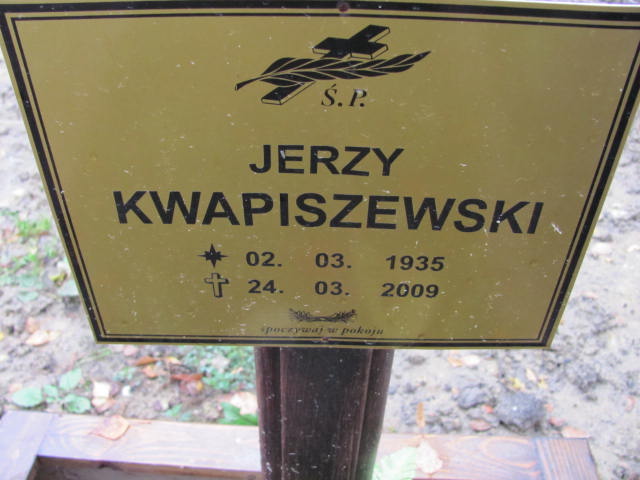 Ś.P.
JERZY
KWAPISZEWSKI
02. 03. 1935
24. 03. 2009
spoczywaj w pokoju